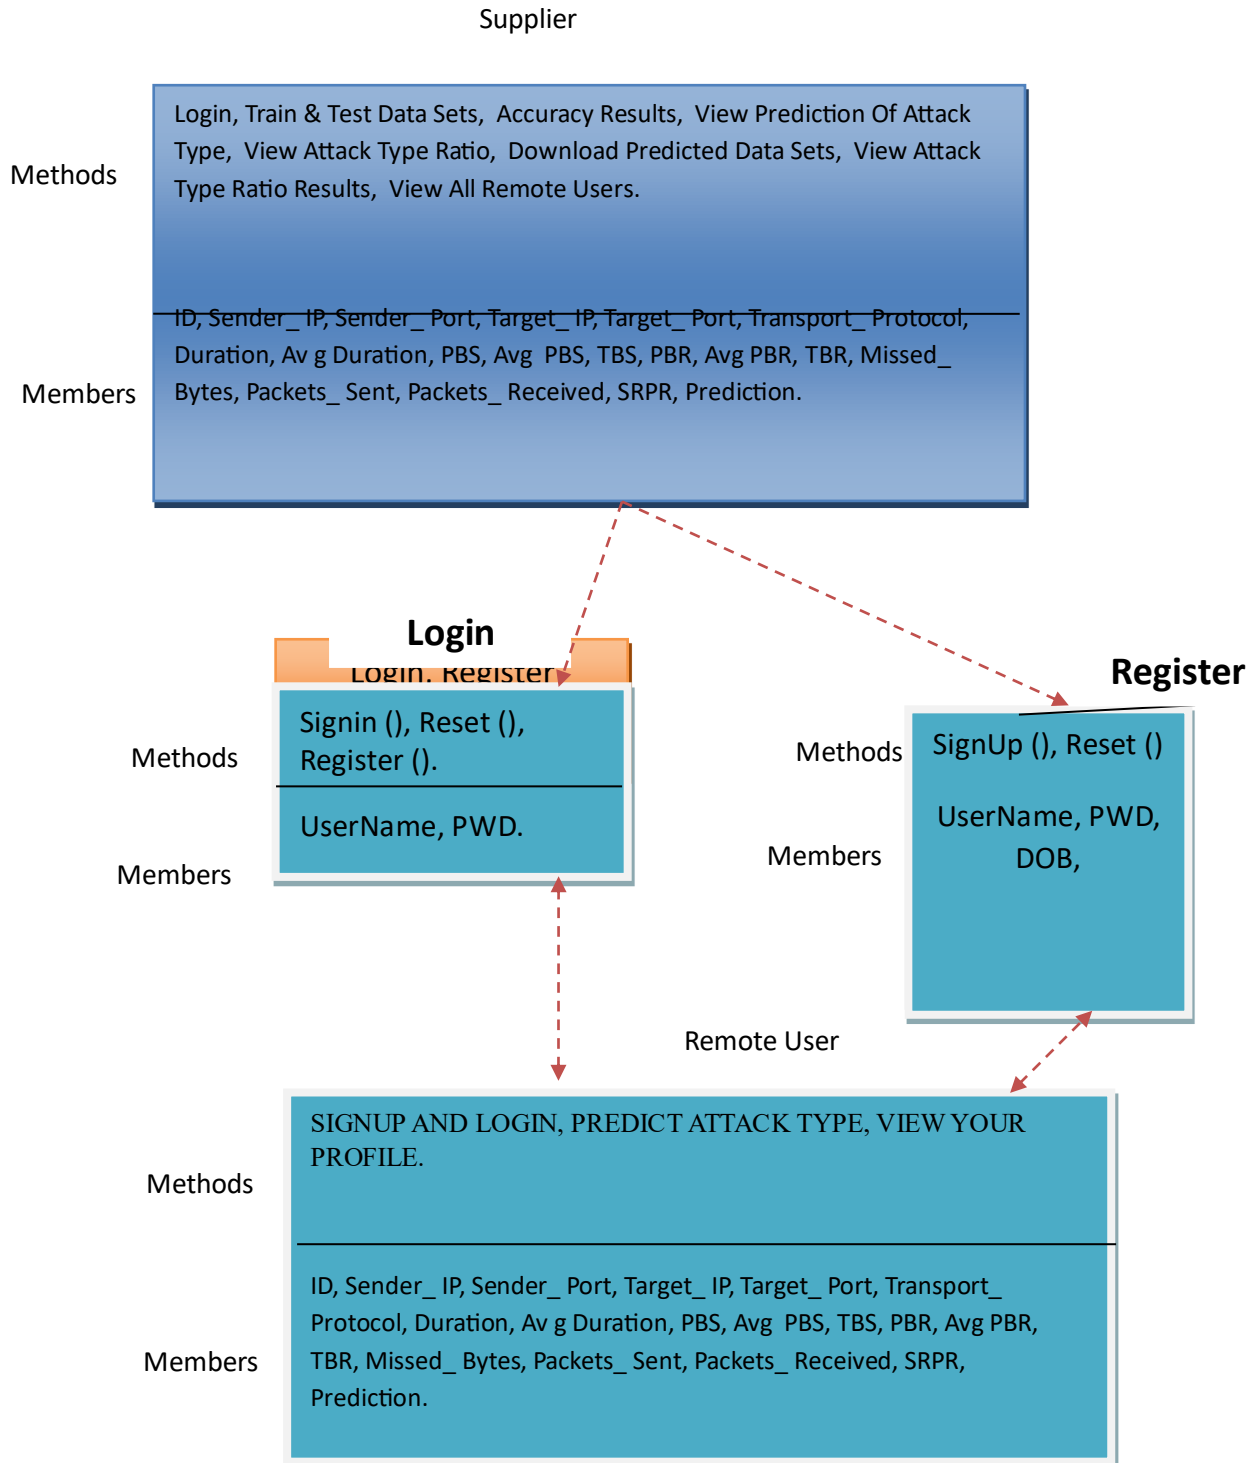 Supplier
Login, Train & Test Data Sets, Accuracy Results, View Prediction Of Attack
Type, View Attack Type Ratio, Download Predicted Data Sets, View Attack
Type Ratio Results, View All Remote Users.
Methods
ID, Sender_ IP, Sender_ Port, Target_ IP, Target_ Port, Transport_ Protocol,
Duration, Av g Duration, PBS, Avg PBS, TBS, PBR, Avg PBR, TBR, Missed_
Bytes, Packets_ Sent, Packets_ Received, SRPR, Prediction.
Members
Login
Login, Register
Signin (), Reset (),
Register ().
Methods
UserName, PWD.
Members
Register
SignUp (), Reset ()
Methods
UserName, PWD,
DOB,
Members
Remote User
SIGNUP AND LOGIN, PREDICT ATTACK TYPE, VIEW YOUR
PROFILE.
Methods
ID, Sender_ IP, Sender_ Port, Target_ IP, Target_ Port, Transport_
Protocol, Duration, Av g Duration, PBS, Avg PBS, TBS, PBR, Avg PBR,
TBR, Missed_ Bytes, Packets_ Sent, Packets_ Received, SRPR,
Prediction.
Members